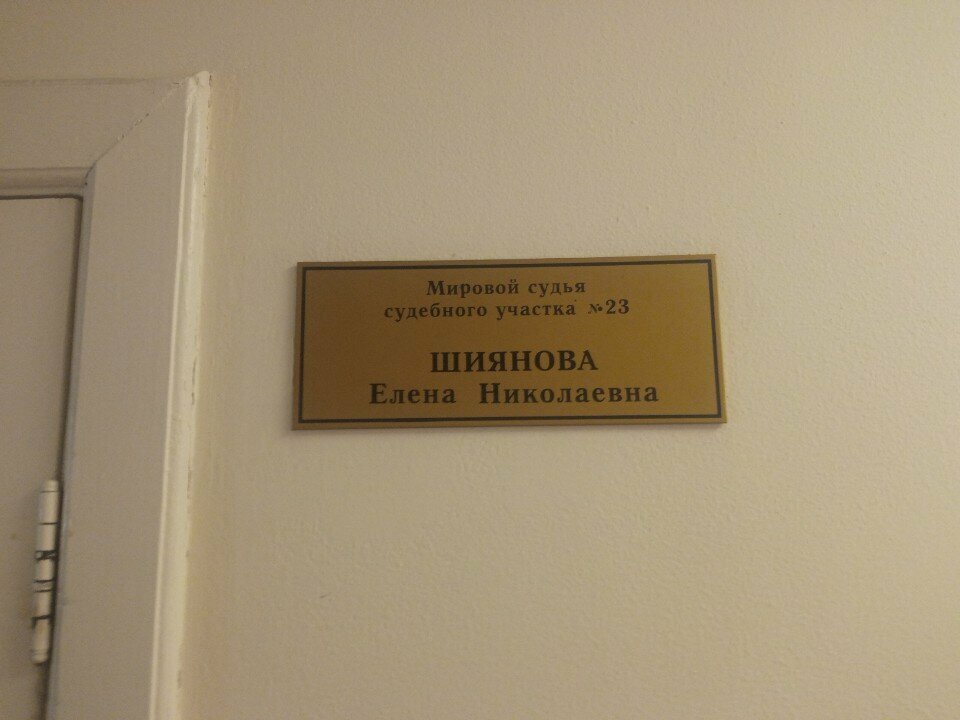 Мировой судья
судебного участка №23
ШИЯНОВА
Елена Николаевна